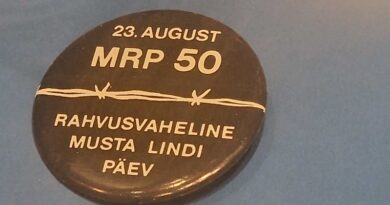 23. AUGUST
MRP 50
RAHVUSVAHELINE
MUSTA LINDI
PÄEV